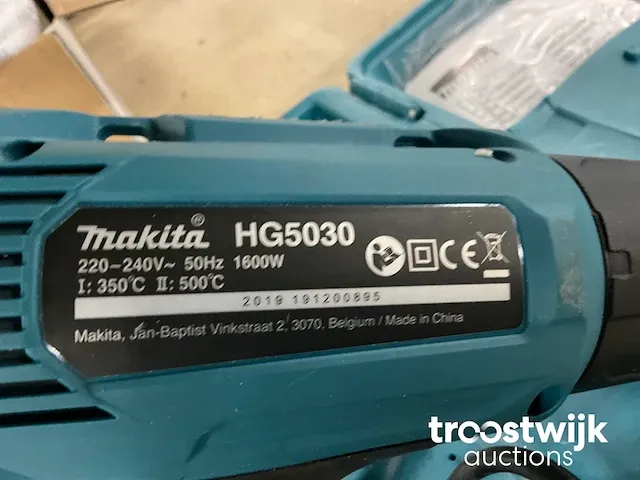 makita® HG5030
220-240V~ 50Hz 1600W
I: 350℃ II: 500℃
2019 191200895
Makita, Jan-Baptist Vinkstraat 2, 3070, Belgium / Made in China
CE
troostwijk
auctions